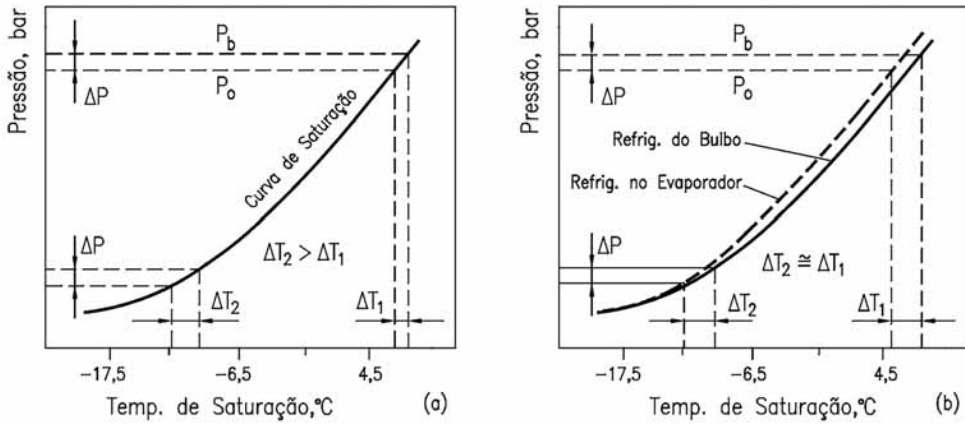 Pressão, bar
P_b
P_o
ΔP
Curva de Saturação
ΔP
ΔT₂ > ΔT₁
ΔT₂
ΔT₁
-17,5
-6,5
4,5
Temp. de Saturação,°C
(a)
Pressão, bar
P_b
P_o
ΔP
Refrig. do Bulbo
Refrig. no Evaporador
ΔP
ΔT₂ ≅ ΔT₁
ΔT₂
ΔT₁
-17,5
-6,5
4,5
Temp. de Saturação,°C
(b)